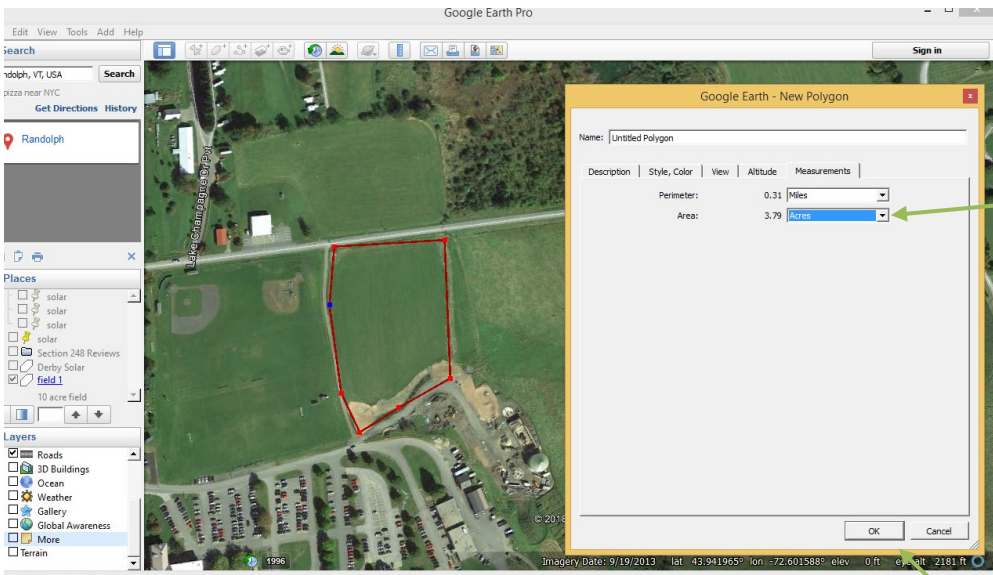 Google Earth Pro
Edit View Tools Add Help
Search
Sign in
ndolph, VT, USA Search
pizza near NYC
Get Directions History
Randolph
Places
solar
solar
solar
solar
Section 248 Reviews
Derby Solar
field 1
10 acre field
Layers
Roads
3D Buildings
Ocean
Weather
Gallery
Global Awareness
More
Terrain
Lake Champagne Dr Pvt
Google Earth - New Polygon
x
Name: Untitled Polygon
Description Style, Color View Altitude Measurements
Perimeter: 0.31 Miles
Area: 3.79 Acres
OK Cancel
© 2018
1996
Imagery Date: 9/19/2013 lat 43.941965° lon -72.601588° elev 0 ft eye alt 2181 ft